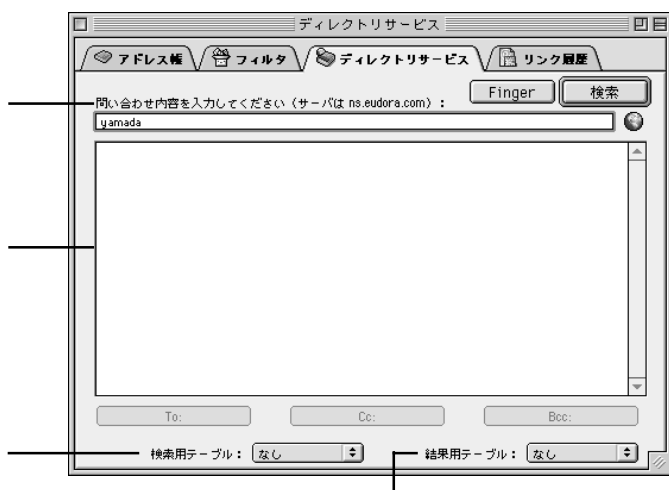 ディレクトリサービス
アドレス帳 フィルタ ディレクトリサービス リンク履歴
Finger 検索
問い合わせ内容を入力してください（サーバは ns.eudora.com）：
yamada
To: Cc: Bcc:
検索用テーブル： なし 結果用テーブル： なし